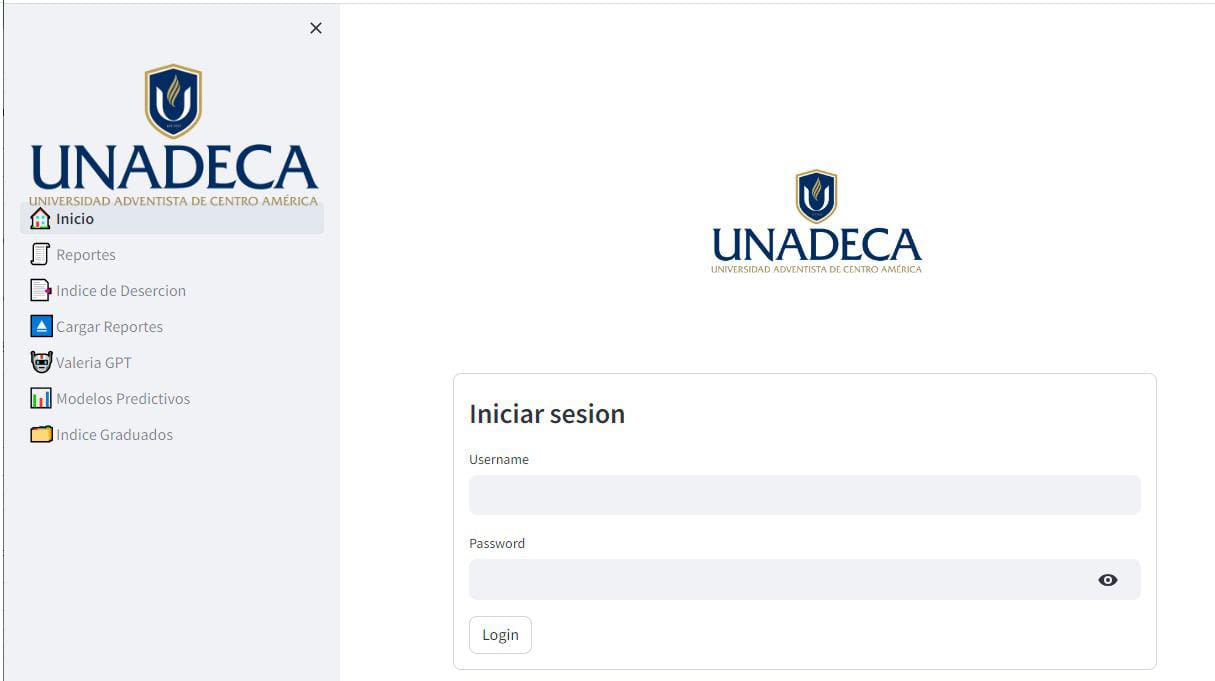 UNADECA
UNIVERSIDAD ADVENTISTA DE CENTRO AMÉRICA
Inicio
Reportes
Indice de Desercion
Cargar Reportes
Valeria GPT
Modelos Predictivos
Indice Graduados
UNADECA
UNIVERSIDAD ADVENTISTA DE CENTRO AMÉRICA
Iniciar sesion
Username
Password
Login